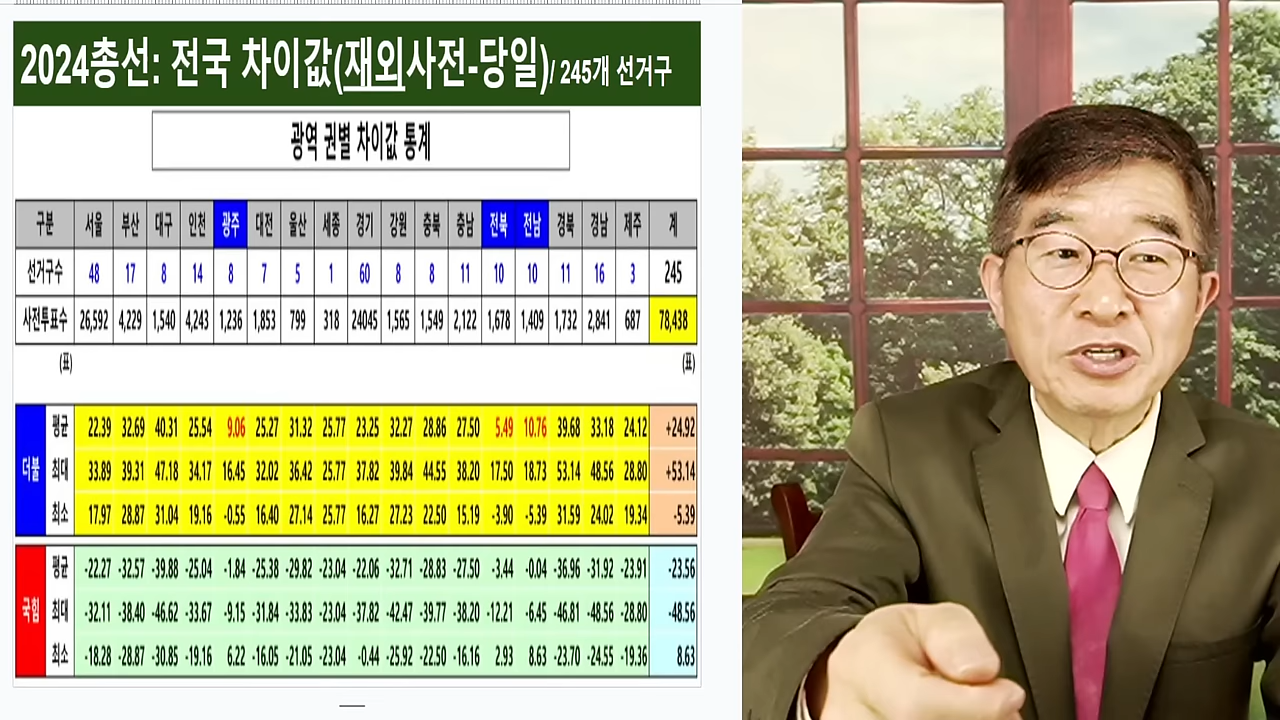 2024총선: 전국 차이값(재외사전-당일)/ 245개 선거구
광역 권별 차이값 통계
구분 서울 부산 대구 인천 광주 대전 울산 세종 경기 강원 충북 충남 전북 전남 경북 경남 제주 계
선거구수 48 17 8 14 8 7 5 1 60 8 8 11 10 10 11 16 3 245
사전투표수 26,592 4,229 1,540 4,243 1,236 1,853 799 318 24045 1,565 1,549 2,122 1,678 1,409 1,732 2,841 687 78,438
(표) (표)
더불
평균 22.39 32.69 40.31 25.54 9.06 25.27 31.32 25.77 23.25 32.27 28.86 27.50 5.49 10.76 39.68 33.18 24.12 +24.92
최대 33.89 39.31 47.18 34.17 16.45 32.02 36.42 25.77 37.82 39.84 44.55 38.20 17.50 18.73 53.14 48.56 28.80 +53.14
최소 17.97 28.87 31.04 19.16 -0.55 16.40 27.14 25.77 16.27 27.23 22.50 15.19 -3.90 -5.39 31.59 24.02 19.34 -5.39
국힘
평균 -22.27 -32.57 -39.88 -25.04 -1.84 -25.38 -29.82 -23.04 -22.06 -32.71 -28.83 -27.50 -3.44 -0.04 -36.96 -31.92 -23.91 -23.56
최대 -32.11 -38.40 -46.62 -33.67 -9.15 -31.84 -33.83 -23.04 -37.82 -42.47 -39.77 -38.20 -12.21 -6.45 -46.81 -48.56 -28.80 -48.56
최소 -18.28 -28.87 -30.85 -19.16 6.22 -16.05 -21.05 -23.04 -0.44 -25.92 -22.50 -16.16 2.93 8.63 -23.70 -24.55 -19.36 8.63